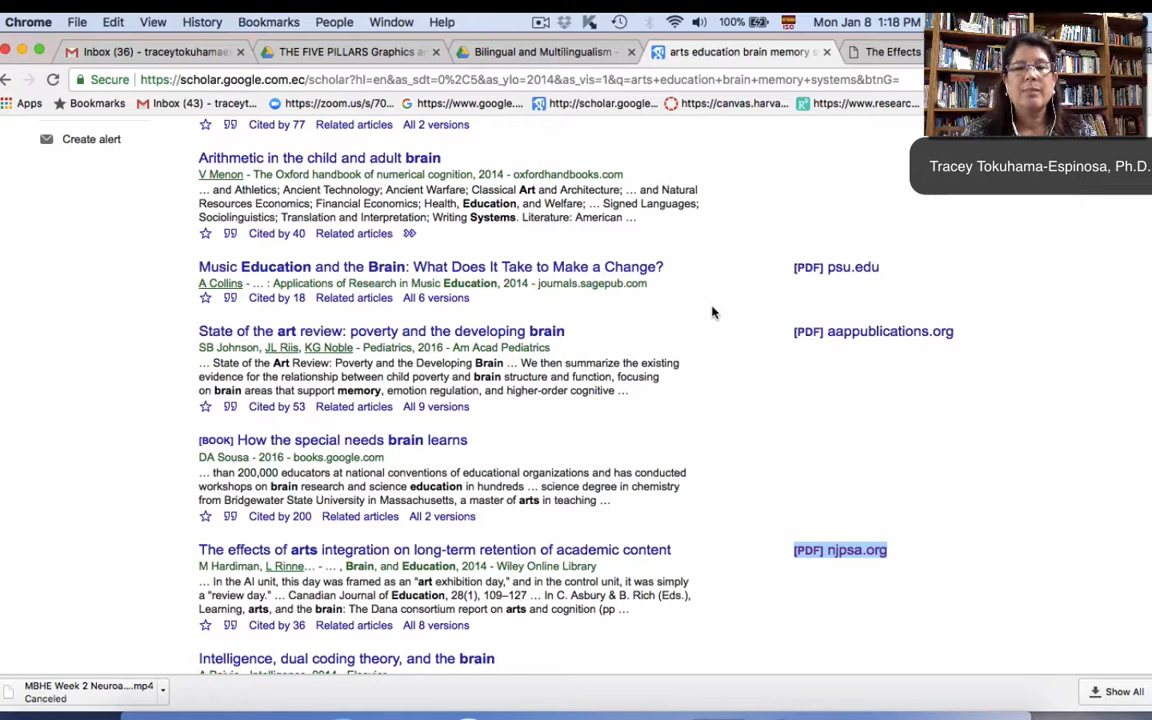 Chrome File Edit View History Bookmarks People Window Help 100% Mon Jan 8 1:18 PM
Inbox (36) - traceytokuhamae × THE FIVE PILLARS Graphics a × Bilingual and Multilingualism - × arts education brain memory s × The Effects
Secure https://scholar.google.com.ec/scholar?hl=en&as_sdt=0%2C5&as_ylo=2014&as_vis=1&q=arts+education+brain+memory+systems&btnG=
Apps Bookmarks Inbox (43) - traceyt... https://zoom.us/s/70... https://www.google.... http://scholar.google... https://canvas.harva... https://www.researc...
Tracey Tokuhama-Espinosa, Ph.D.
Create alert
Cited by 77 Related articles All 2 versions
Arithmetic in the child and adult brain
V Menon - The Oxford handbook of numerical cognition, 2014 - oxfordhandbooks.com
... and Athletics; Ancient Technology; Ancient Warfare; Classical Art and Architecture; ... and Natural
Resources Economics; Financial Economics; Health, Education, and Welfare; ... Signed Languages;
Sociolinguistics; Translation and Interpretation; Writing Systems. Literature: American ...
Cited by 40 Related articles
Music Education and the Brain: What Does It Take to Make a Change? [PDF] psu.edu
A Collins - ... : Applications of Research in Music Education, 2014 - journals.sagepub.com
Cited by 18 Related articles All 6 versions
State of the art review: poverty and the developing brain [PDF] aappublications.org
SB Johnson, JL Riis, KG Noble - Pediatrics, 2016 - Am Acad Pediatrics
... State of the Art Review: Poverty and the Developing Brain ... We then summarize the existing
evidence for the relationship between child poverty and brain structure and function, focusing
on brain areas that support memory, emotion regulation, and higher-order cognitive ...
Cited by 53 Related articles All 9 versions
[BOOK] How the special needs brain learns
DA Sousa - 2016 - books.google.com
... than 200,000 educators at national conventions of educational organizations and has conducted
workshops on brain research and science education in hundreds ... science degree in chemistry
from Bridgewater State University in Massachusetts, a master of arts in teaching ...
Cited by 200 Related articles All 2 versions
The effects of arts integration on long-term retention of academic content [PDF] njpsa.org
M Hardiman, L Rinne... - ... , Brain, and Education, 2014 - Wiley Online Library
... In the AI unit, this day was framed as an "art exhibition day," and in the control unit, it was simply
a "review day." ... Canadian Journal of Education, 28(1), 109–127 ... In C. Asbury & B. Rich (Eds.),
Learning, arts, and the brain: The Dana consortium report on arts and cognition (pp ...
Cited by 36 Related articles All 8 versions
Intelligence, dual coding theory, and the brain
MBHE Week 2 Neuroa....mp4
Canceled
Show All